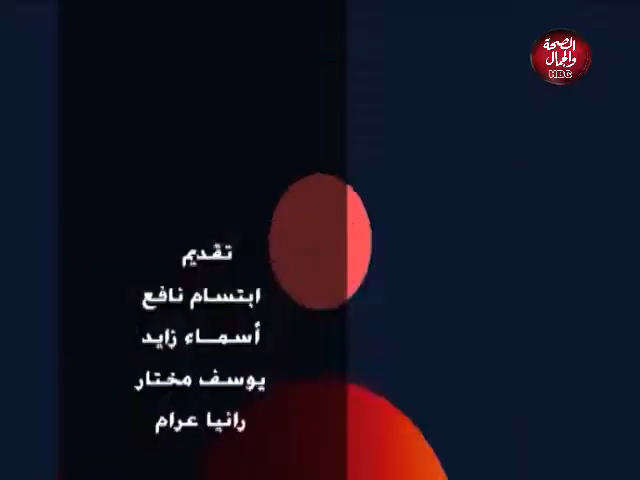 الصحة
والجمال
HBC
تقديم
ابتسام نافع
أسماء زايد
يوسف مختار
رانيا عرام